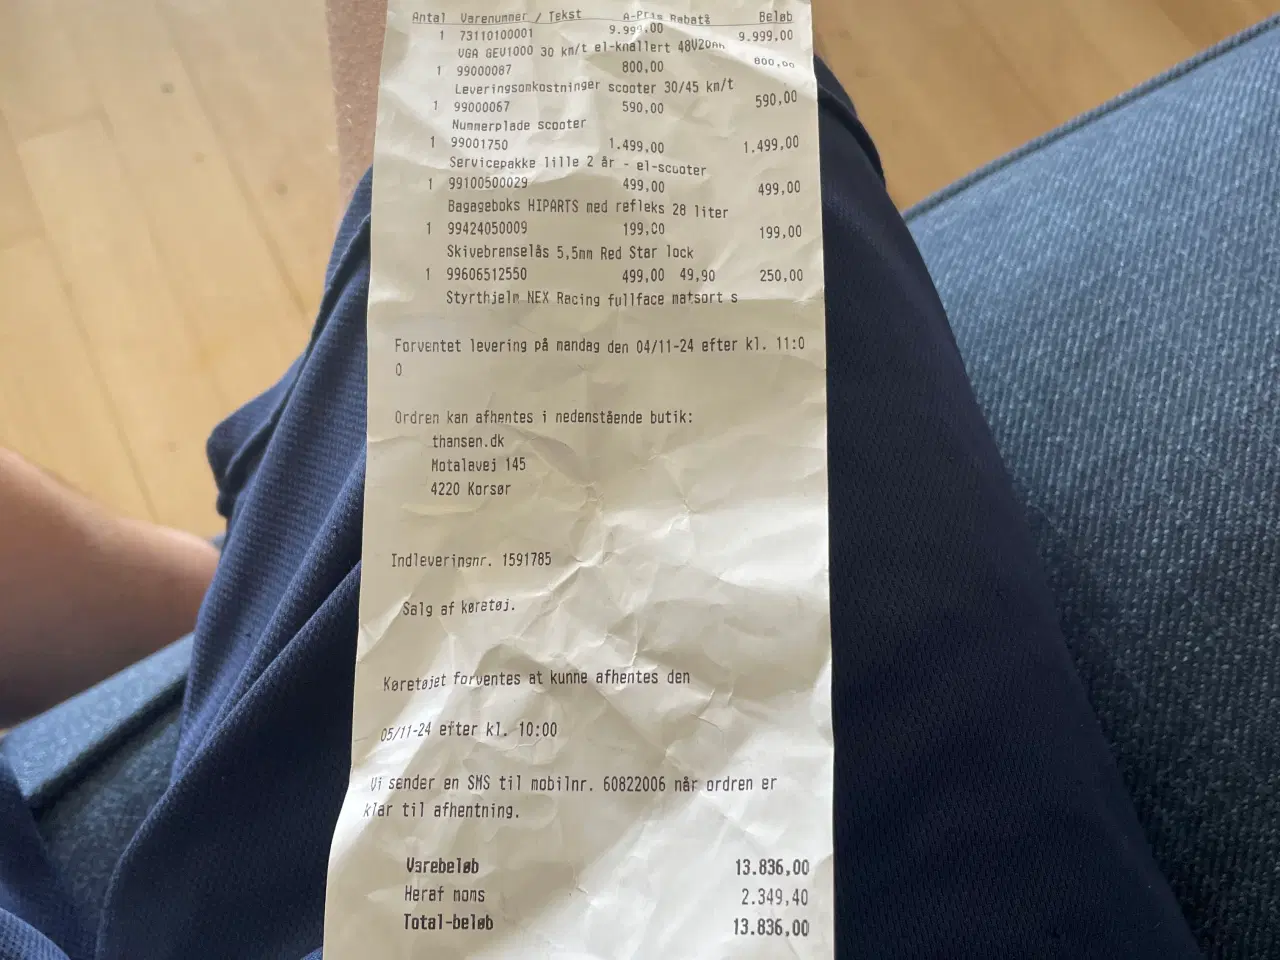 Antal Varenummer / Tekst A-Pris Rabat% Beløb
1 73110100001 9.999,00 9.999,00
VGA GEV1000 30 km/t el-knallert 48V20Ah
1 99000087 800,00 800,00
Leveringsomkostninger scooter 30/45 km/t
1 99000067 590,00 590,00
Nummerplade scooter
1 99001750 1.499,00 1.499,00
Servicepakke lille 2 år - el-scooter
1 99100500029 499,00 499,00
Bagageboks HIPARTS med refleks 28 liter
1 99424050009 199,00 199,00
Skivebremselås 5,5mm Red Star lock
1 99606512550 499,00 49,90 250,00
Styrthjelm NEX Racing fullface matsort s
Forventet levering på mandag den 04/11-24 efter kl. 11:0
0
Ordren kan afhentes i nedenstående butik:
thansen.dk
Motalavej 145
4220 Korsør
Indleveringnr. 1591785
Salg af køretøj.
Køretøjet forventes at kunne afhentes den
05/11-24 efter kl. 10:00
Vi sender en SMS til mobilnr. 60822006 når ordren er
klar til afhentning.
Varebeløb 13.836,00
Heraf moms 2.349,40
Total-beløb 13.836,00